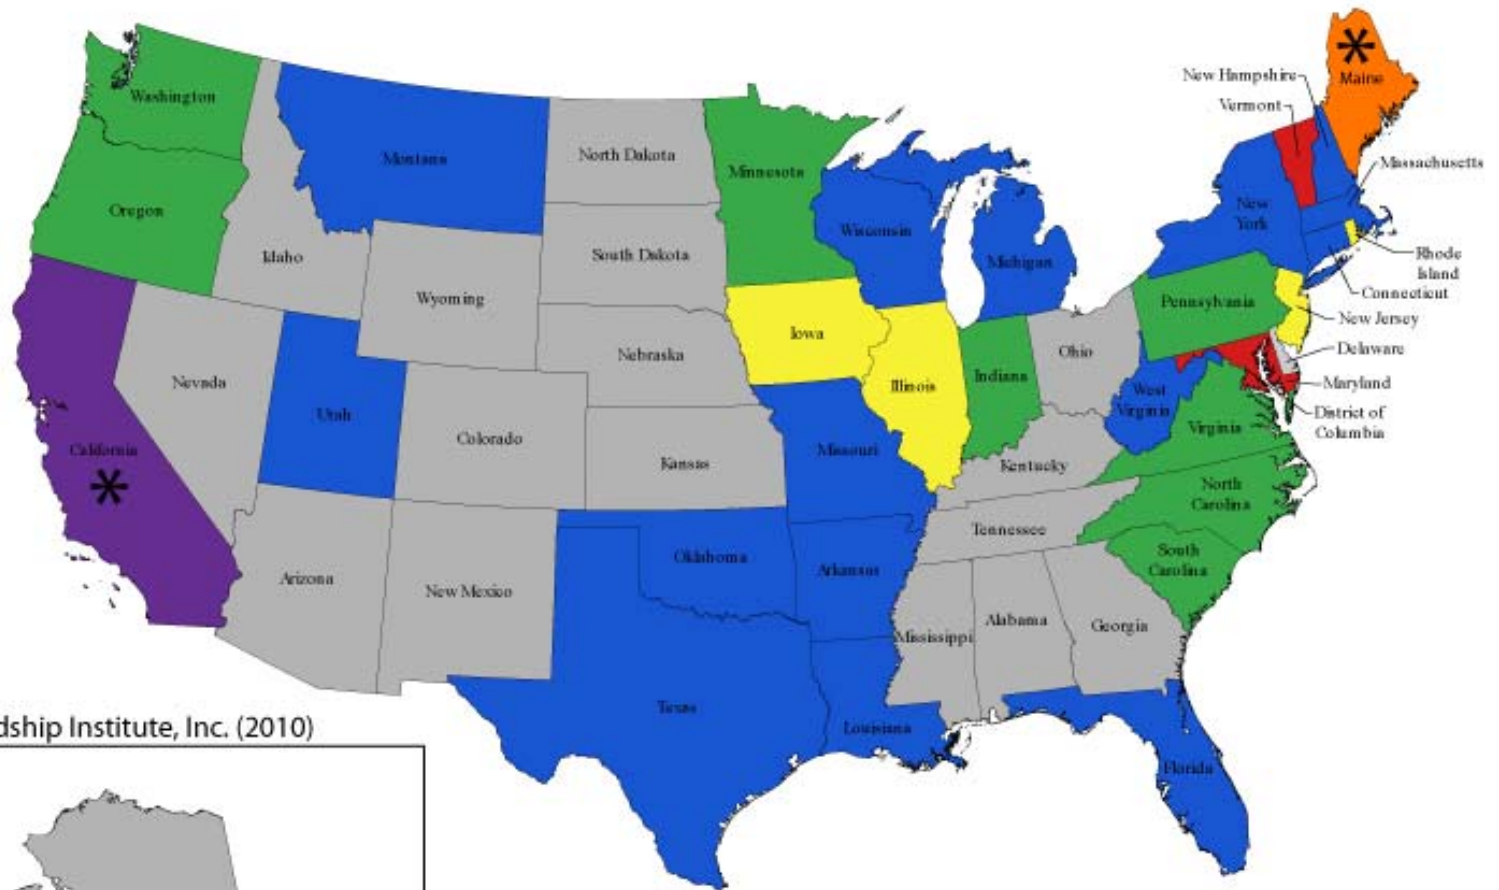 *
Maine
New Hampshire
Vermont
Washington
Montana
North Dakota
Minnesota
Massachusetts
Oregon
New
York
Wisconsin
Idaho
South Dakota
Michigan
Rhode
Island
Connecticut
Wyoming
Pennsylvania
New Jersey
Iowa
Nebraska
Ohio
Delaware
Nevada
Illinois
Indiana
Maryland
West
Virginia
District of
Columbia
Utah
Colorado
Virginia
California
*
Missouri
Kansas
Kentucky
North
Carolina
Tennessee
South
Carolina
Oklahoma
Arkansas
Arizona
New Mexico
Mississippi
Alabama
Georgia
Texas
Louisiana
dship Institute, Inc. (2010)
Florida